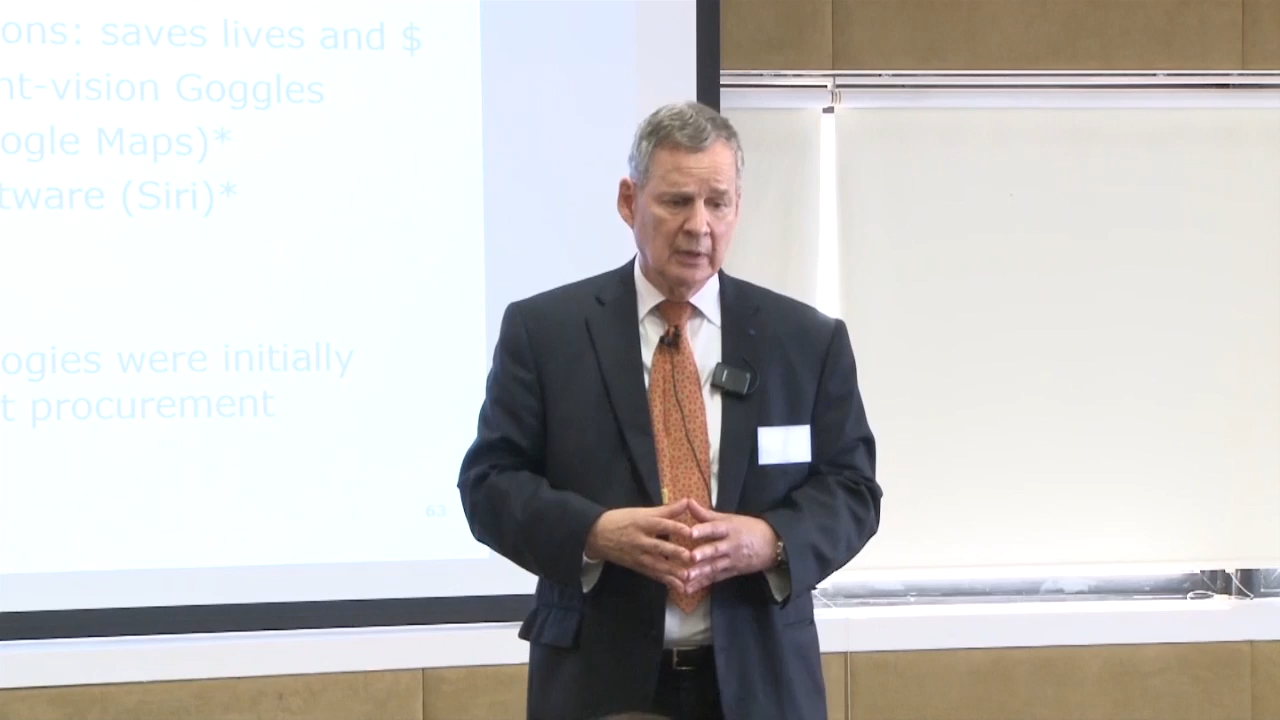 ons: saves lives and $
nt-vision Goggles
ogle Maps)*
tware (Siri)*
ogies were initially
t procurement
63